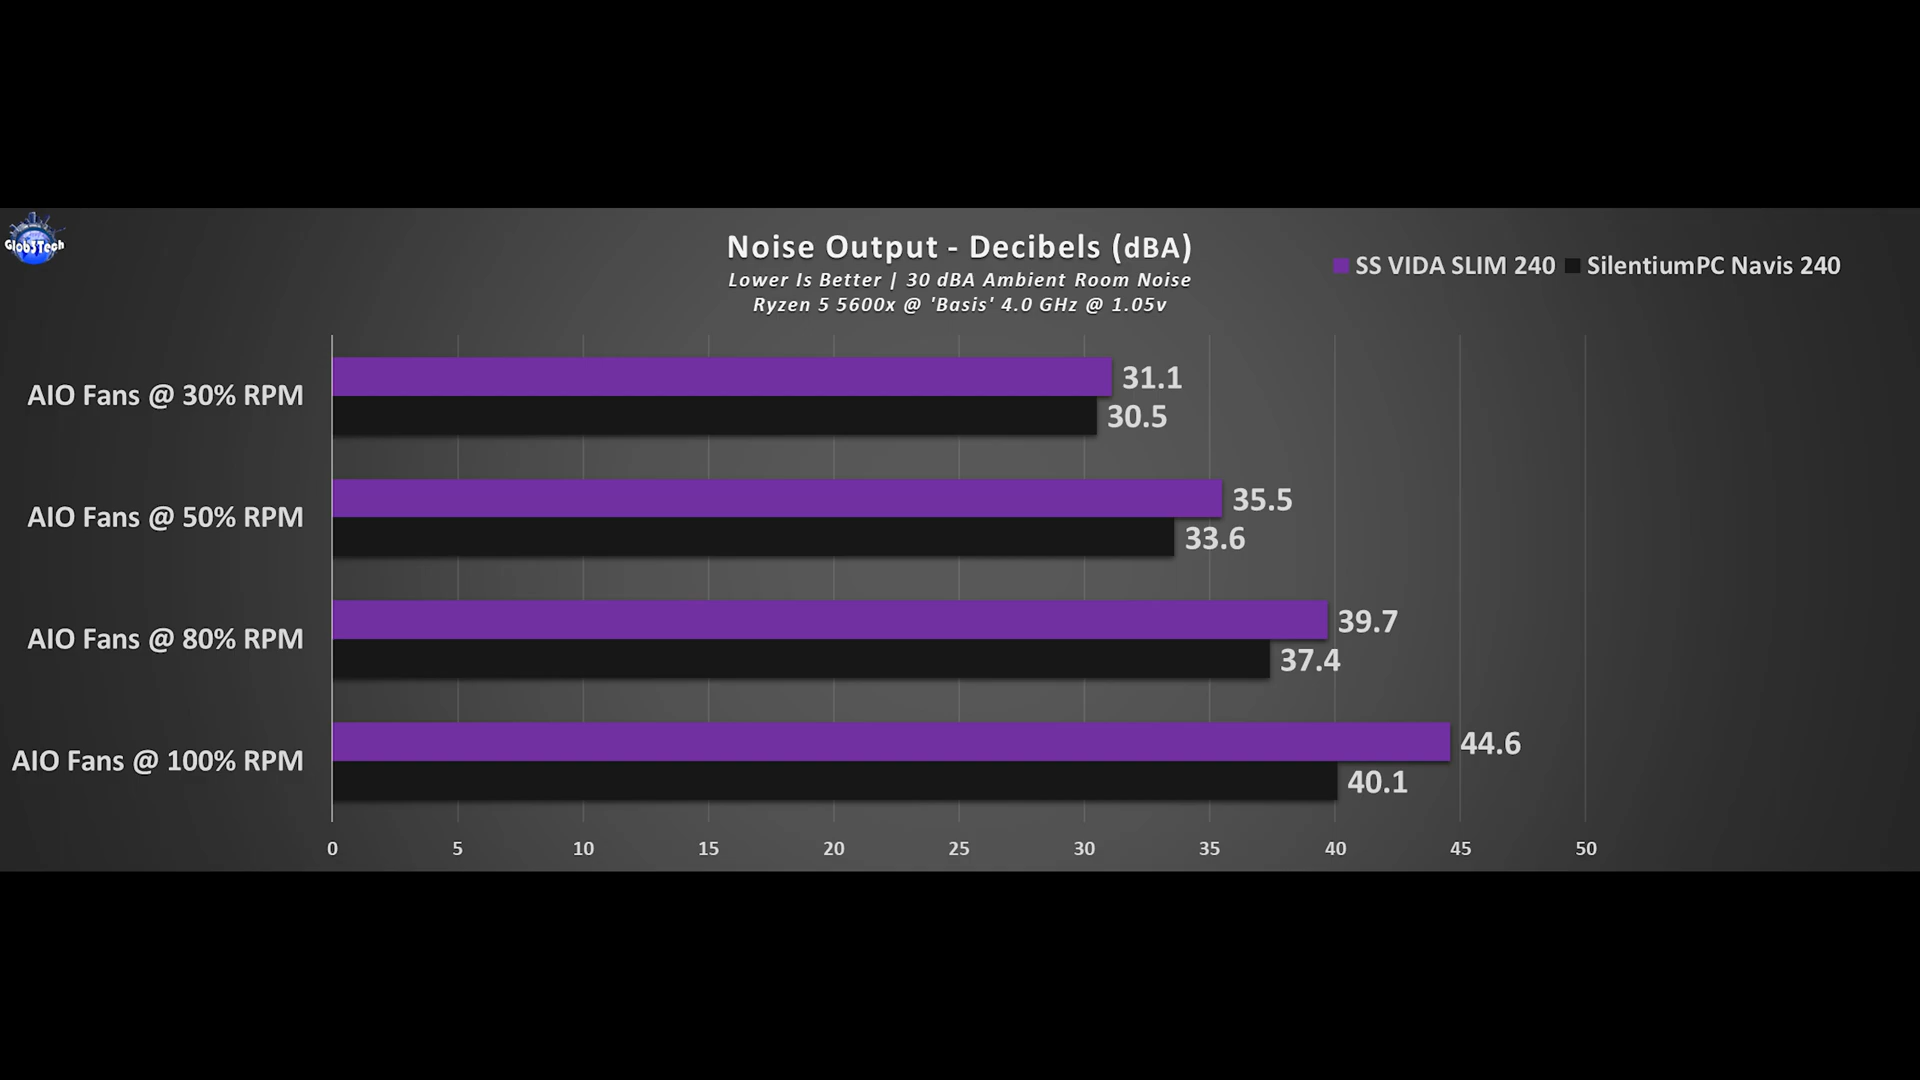 Glob3Tech
Noise Output - Decibels (dBA)
Lower Is Better | 30 dBA Ambient Room Noise
Ryzen 5 5600x @ 'Basis' 4.0 GHz @ 1.05v
SS VIDA SLIM 240 SilentiumPC Navis 240
AIO Fans @ 30% RPM
31.1
30.5
AIO Fans @ 50% RPM
35.5
33.6
AIO Fans @ 80% RPM
39.7
37.4
AIO Fans @ 100% RPM
44.6
40.1
0 5 10 15 20 25 30 35 40 45 50